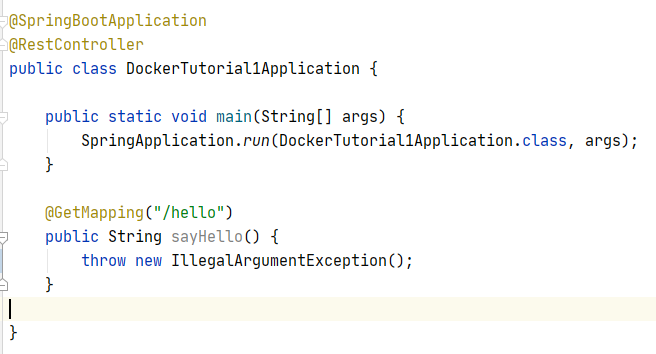 @SpringBootApplication
@RestController
public class DockerTutorial1Application {
public static void main(String[] args) {
SpringApplication.run(DockerTutorial1Application.class, args);
}
@GetMapping("/hello")
public String sayHello() {
throw new IllegalArgumentException();
}
}